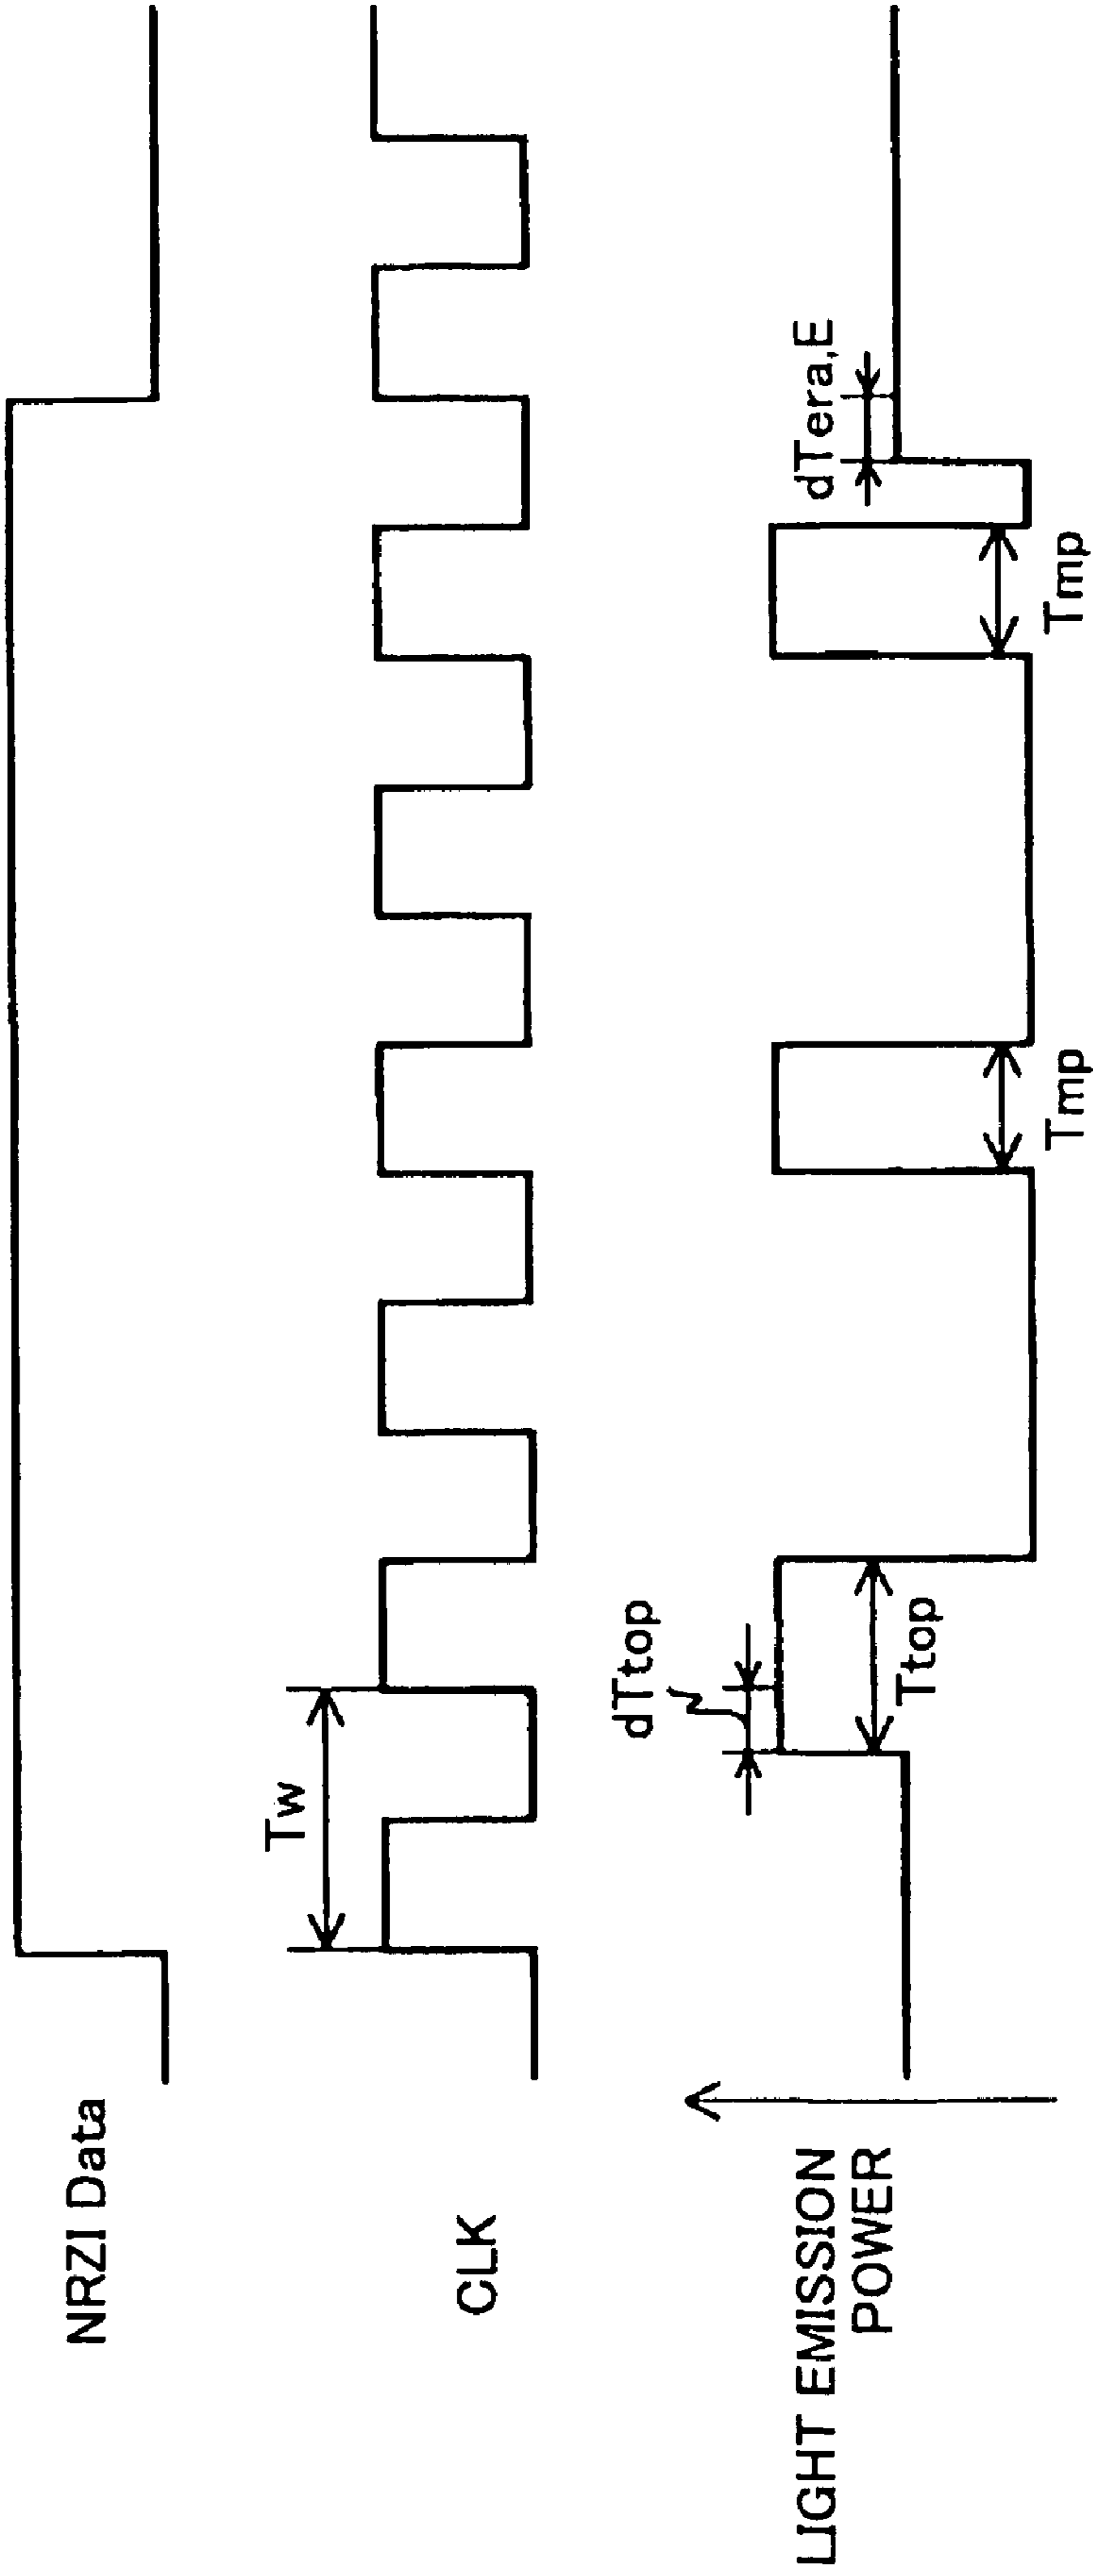 NRZI Data
Tw
CLK
dTtop
dTera,E
LIGHT EMISSION
POWER
Ttop
Tmp
Tmp